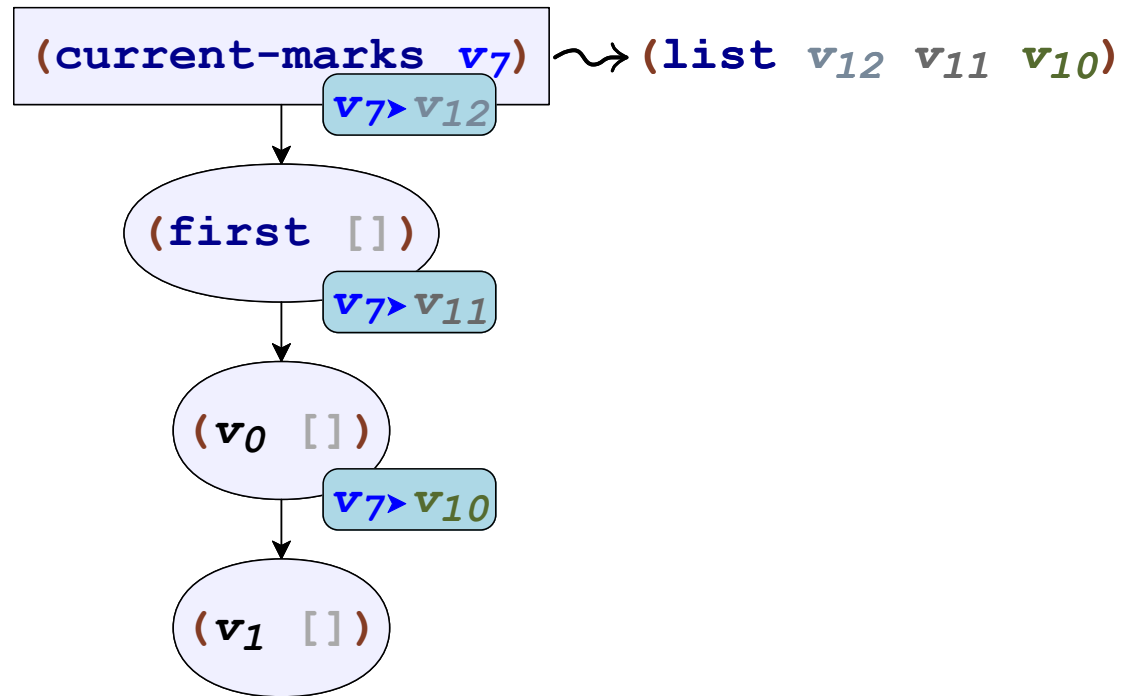 (current-marks v7) (list v12 v11 v10)
v7➤v12
(first [])
v7➤v11
(v0 [])
v7➤v10
(v1 [])